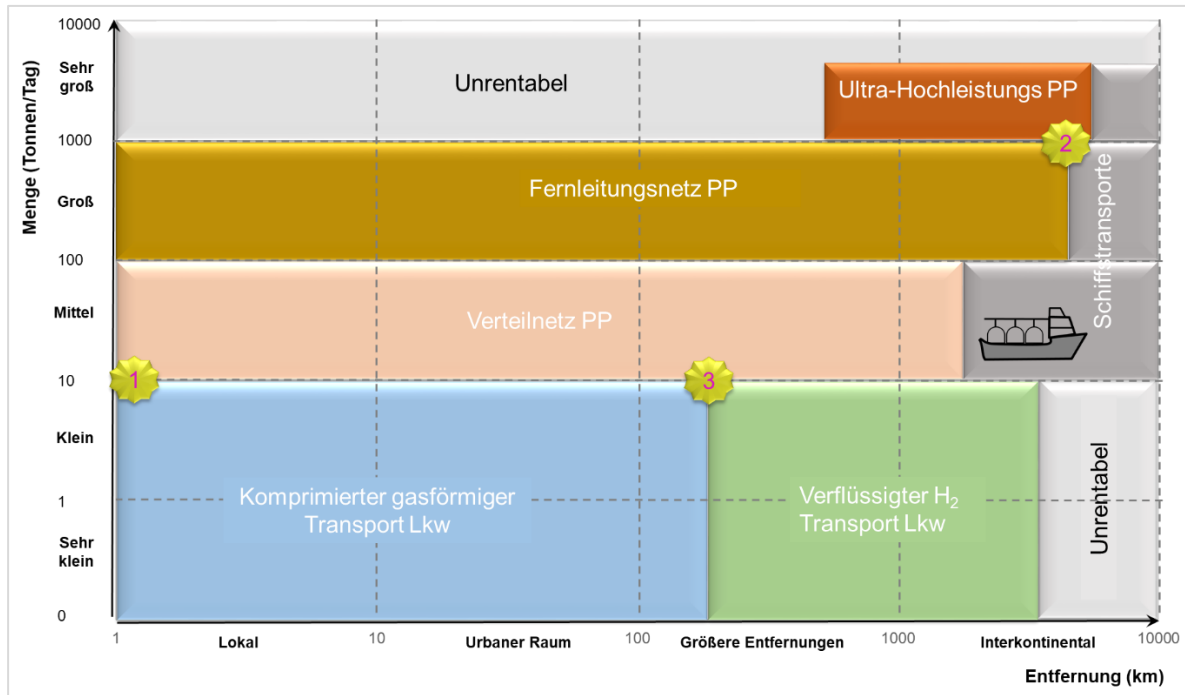 10000
Menge (Tonnen/Tag)
Sehr
groß
Unrentabel
Ultra-Hochleistungs PP
1000
2
Groß
Fernleitungsnetz PP
Schiffstransporte
100
Mittel
Verteilnetz PP
10
1
3
Klein
Komprimierter gasförmiger
Transport Lkw
Verflüssigter H₂
Transport Lkw
Unrentabel
1
Sehr
klein
0
1
Lokal
10
Urbaner Raum
100
Größere Entfernungen
1000
Interkontinental
10000
Entfernung (km)